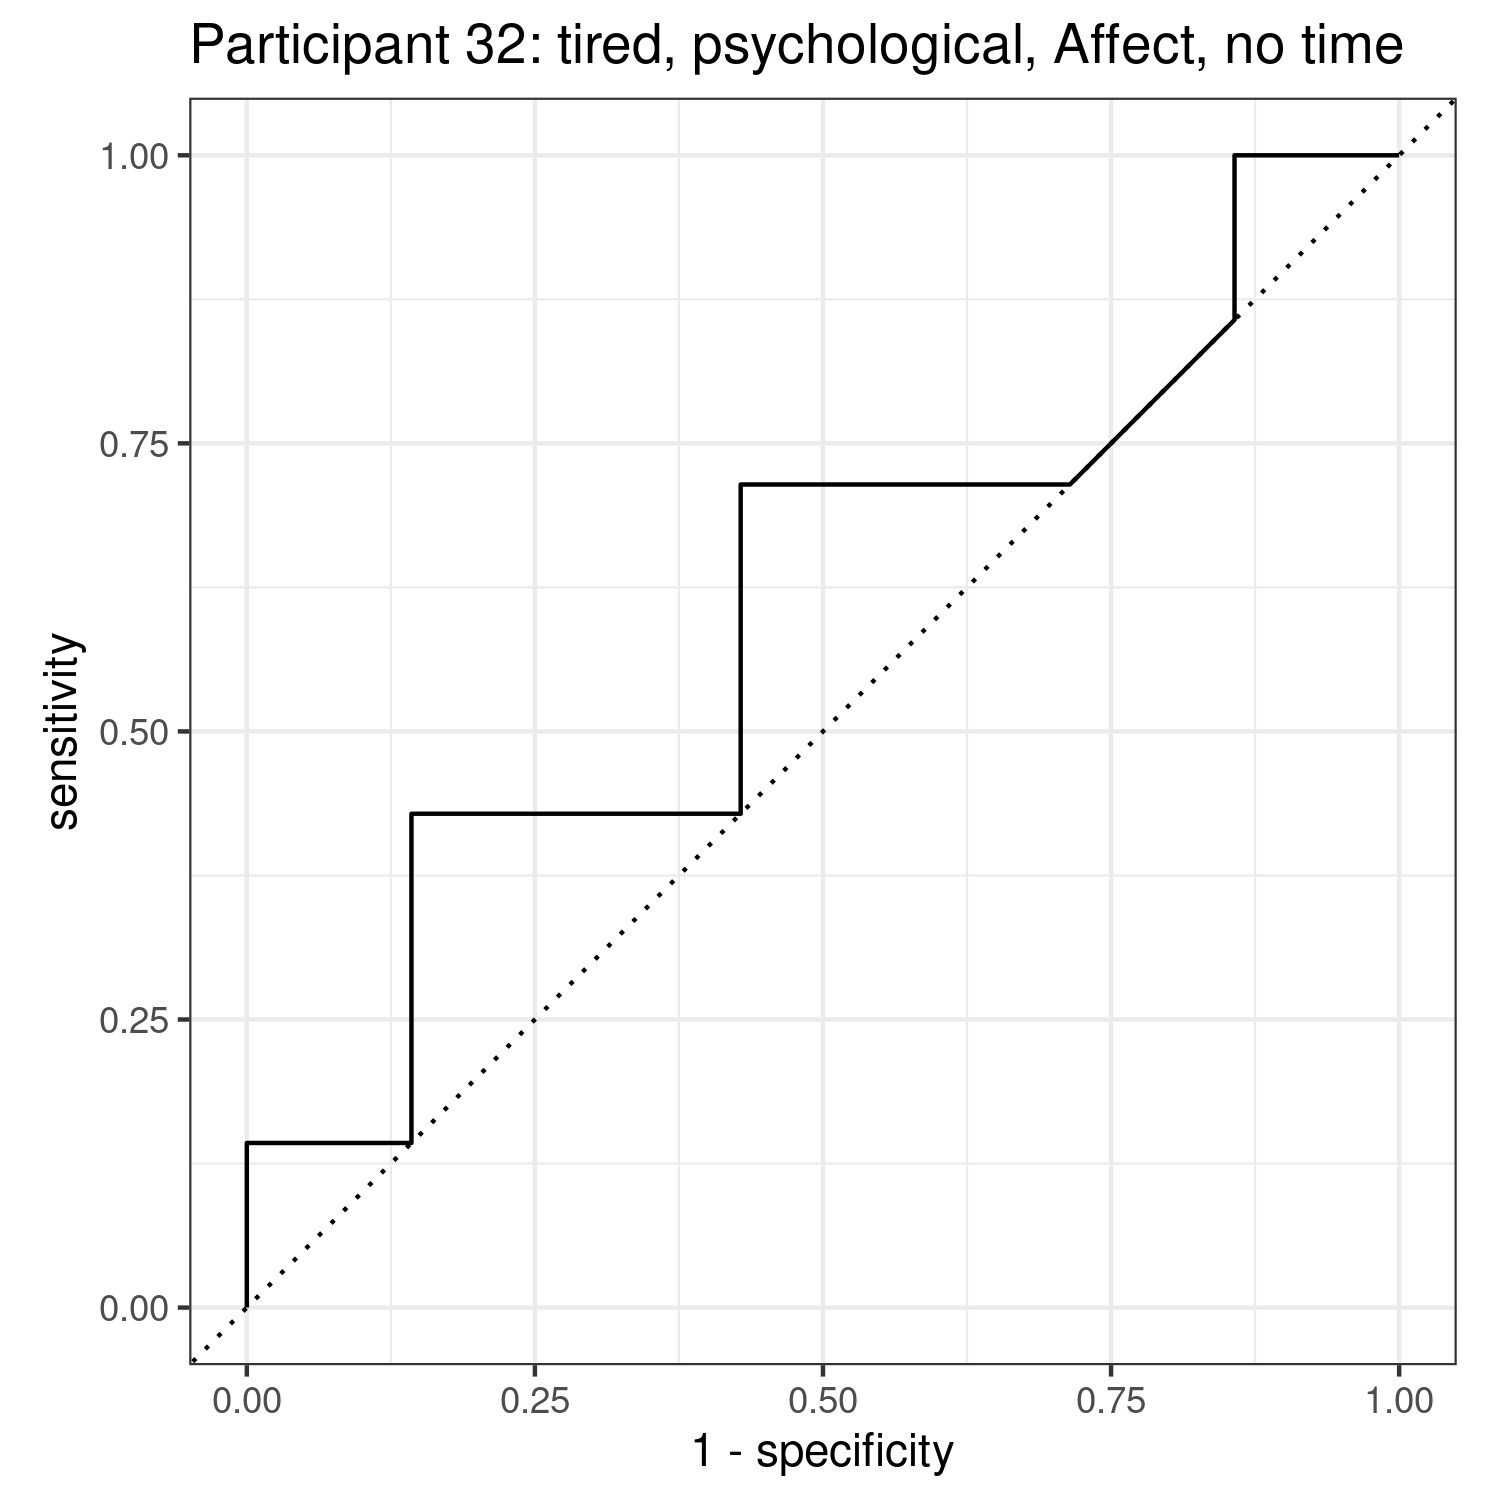 Participant 32: tired, psychological, Affect, no time
1.00
0.75
0.50
0.25
0.00
sensitivity
0.00 0.25 0.50 0.75 1.00
1 - specificity